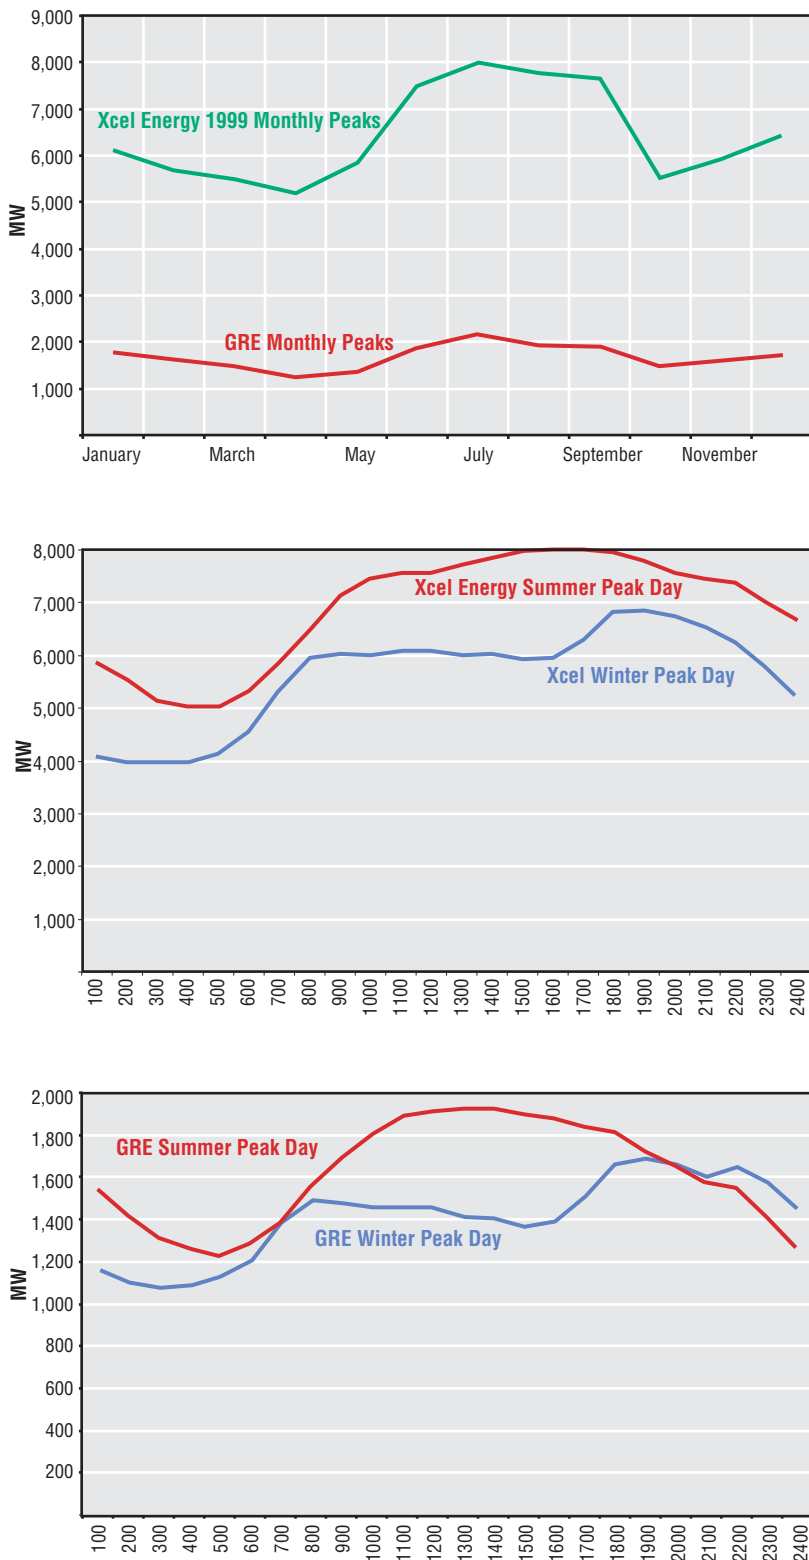 9,000
8,000
7,000
Xcel Energy 1999 Monthly Peaks
6,000
5,000
MW
4,000
3,000
2,000
GRE Monthly Peaks
1,000
January March May July September November
8,000
7,000
Xcel Energy Summer Peak Day
6,000
Xcel Winter Peak Day
5,000
4,000
MW
3,000
2,000
1,000
100 200 300 400 500 600 700 800 900 1000 1100 1200 1300 1400 1500 1600 1700 1800 1900 2000 2100 2200 2300 2400
2,000
1,800
GRE Summer Peak Day
1,600
1,400
GRE Winter Peak Day
1,200
MW
1,000
800
600
400
200
100 200 300 400 500 600 700 800 900 1000 1100 1200 1300 1400 1500 1600 1700 1800 1900 2000 2100 2200 2300 2400